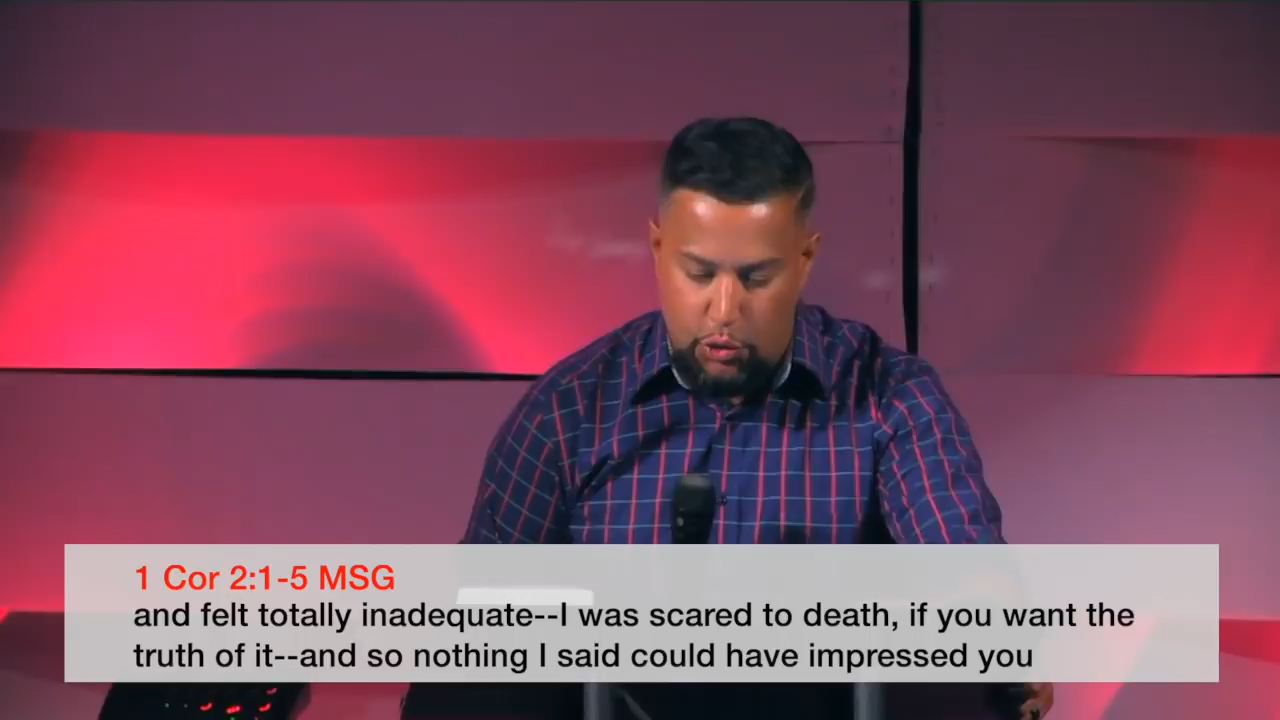 1 Cor 2:1-5 MSG
and felt totally inadequate--I was scared to death, if you want the
truth of it--and so nothing I said could have impressed you